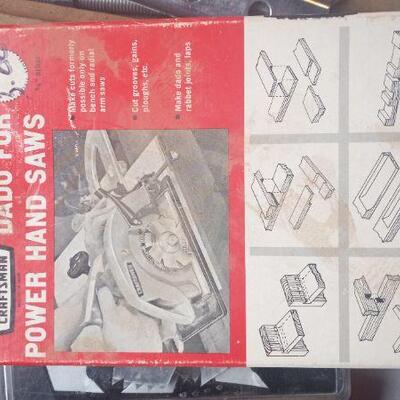 CRAFTSMAN
DADO FOR
POWER HAND SAWS
• Make cuts formerly
possible only on
bench and radial
arm saws
• Cut grooves, gains,
ploughs, etc.
• Make dado and
rabbet joints, laps